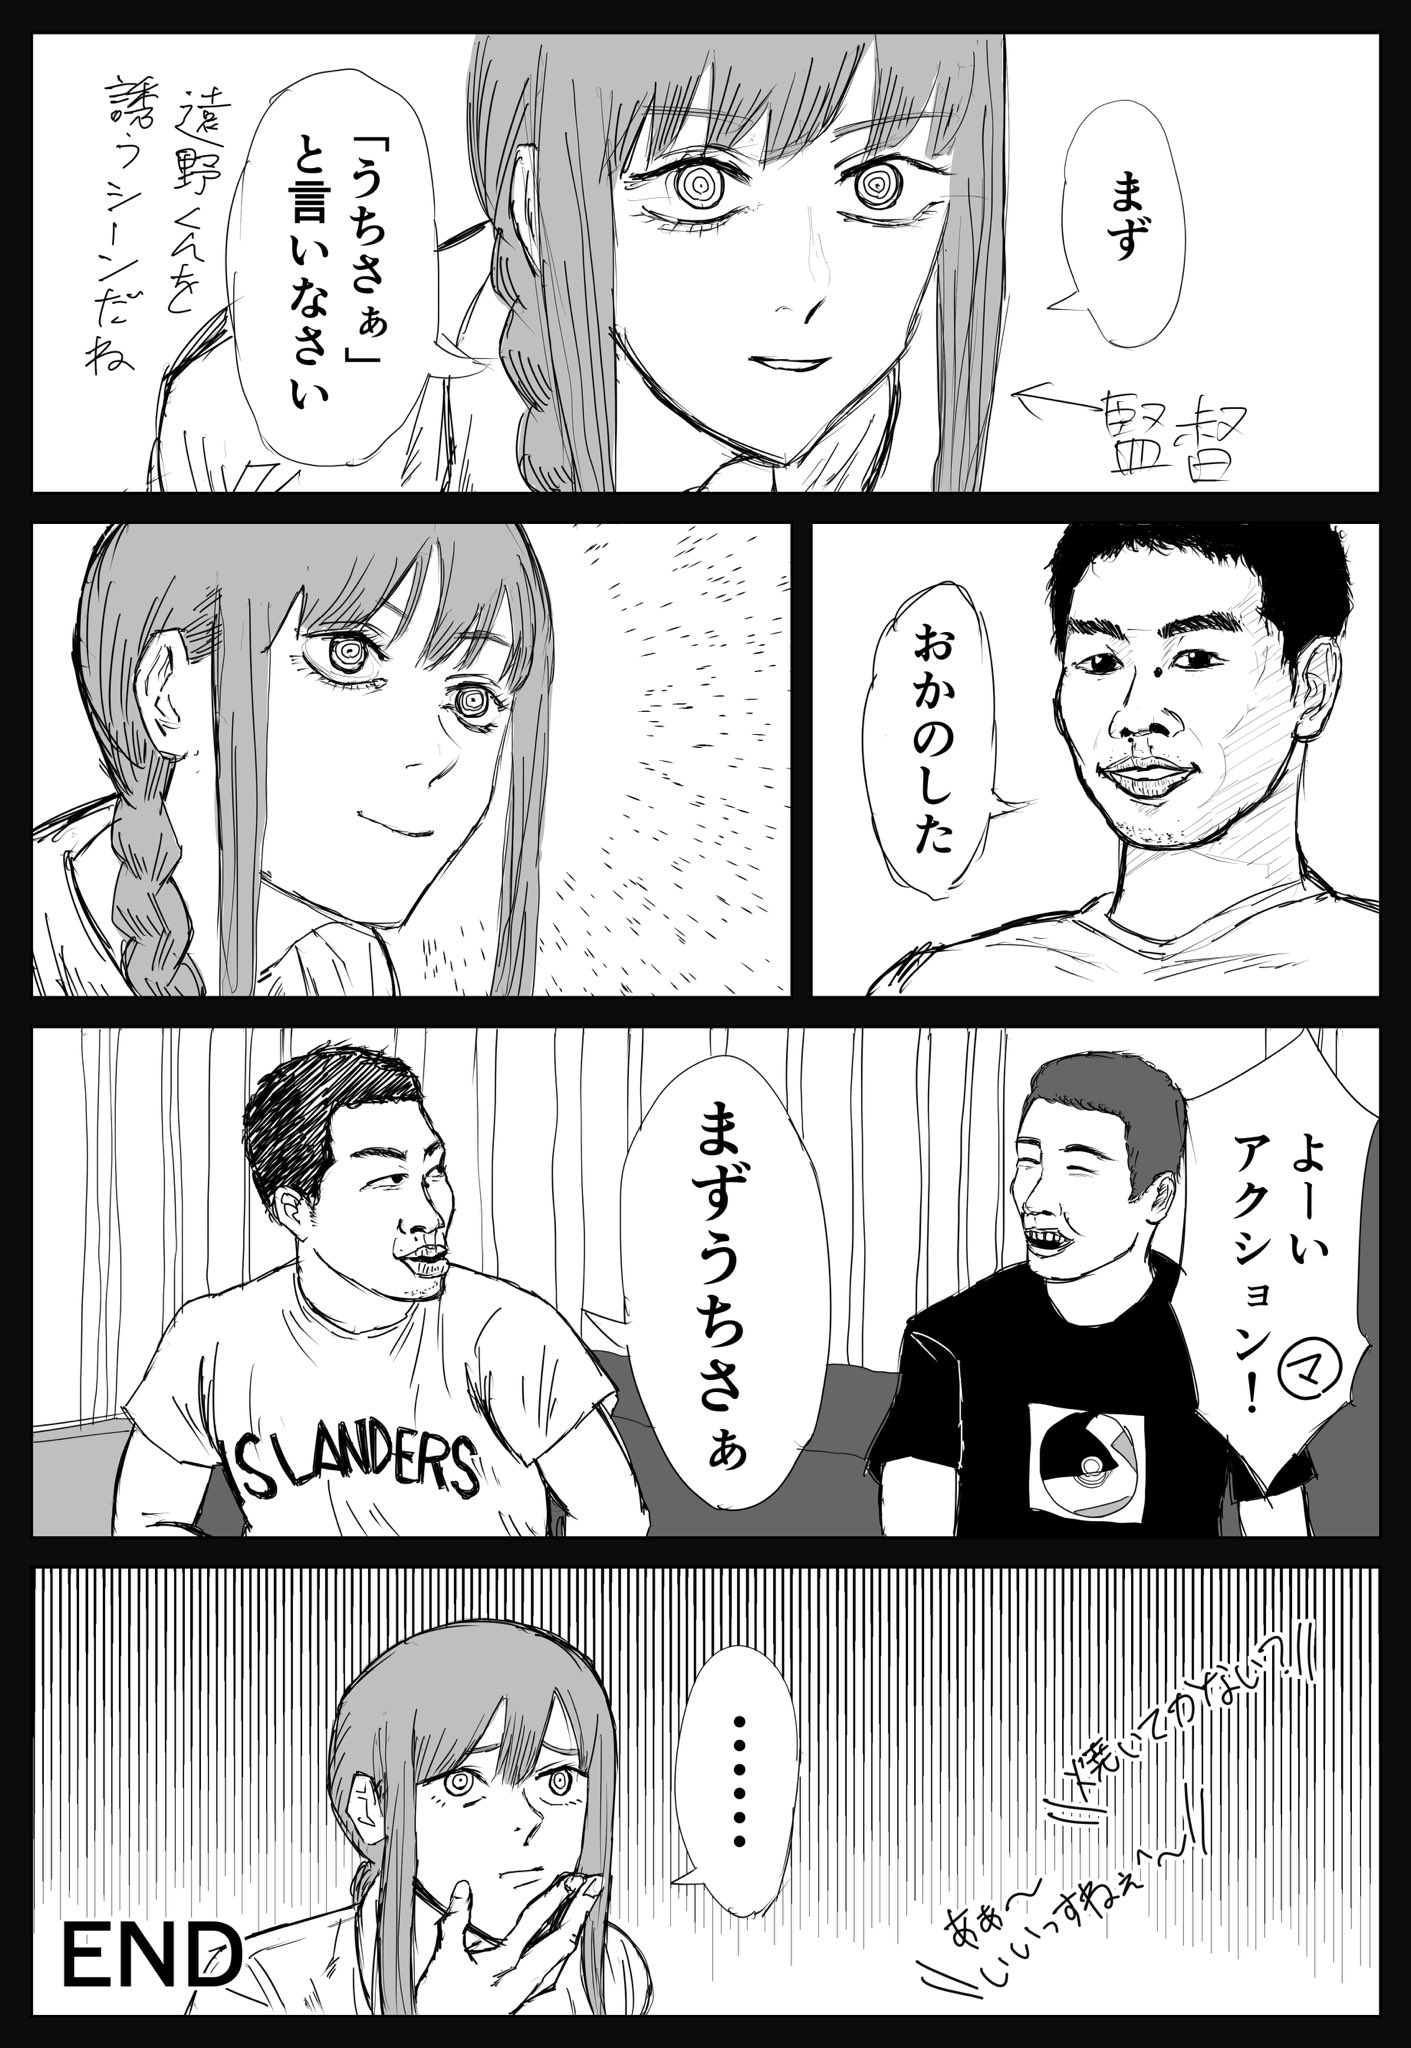 まず
監督
「うちさぁ」
と言いなさい
遠野くんを
誘うシーンだね
おかのした
よーい
アクション！
マ
まずうちさぁ
ISLANDERS
焼いてかない？
あぁ〜
いいっすねぇ^〜
……
END